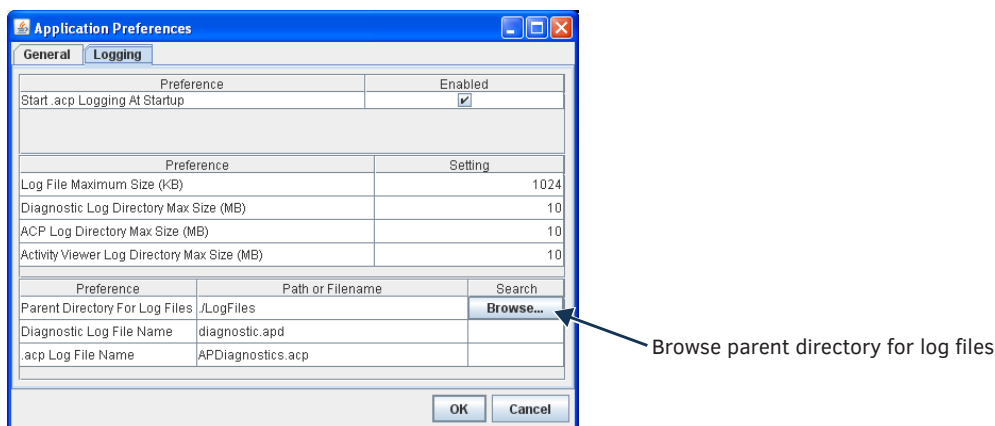 Application Preferences
General Logging
Preference Enabled
Start .acp Logging At Startup
Preference Setting
Log File Maximum Size (KB) 1024
Diagnostic Log Directory Max Size (MB) 10
ACP Log Directory Max Size (MB) 10
Activity Viewer Log Directory Max Size (MB) 10
Preference Path or Filename Search
Parent Directory For Log Files ./LogFiles Browse...
Diagnostic Log File Name diagnostic.apd
.acp Log File Name APDiagnostics.acp
Browse parent directory for log files
OK Cancel